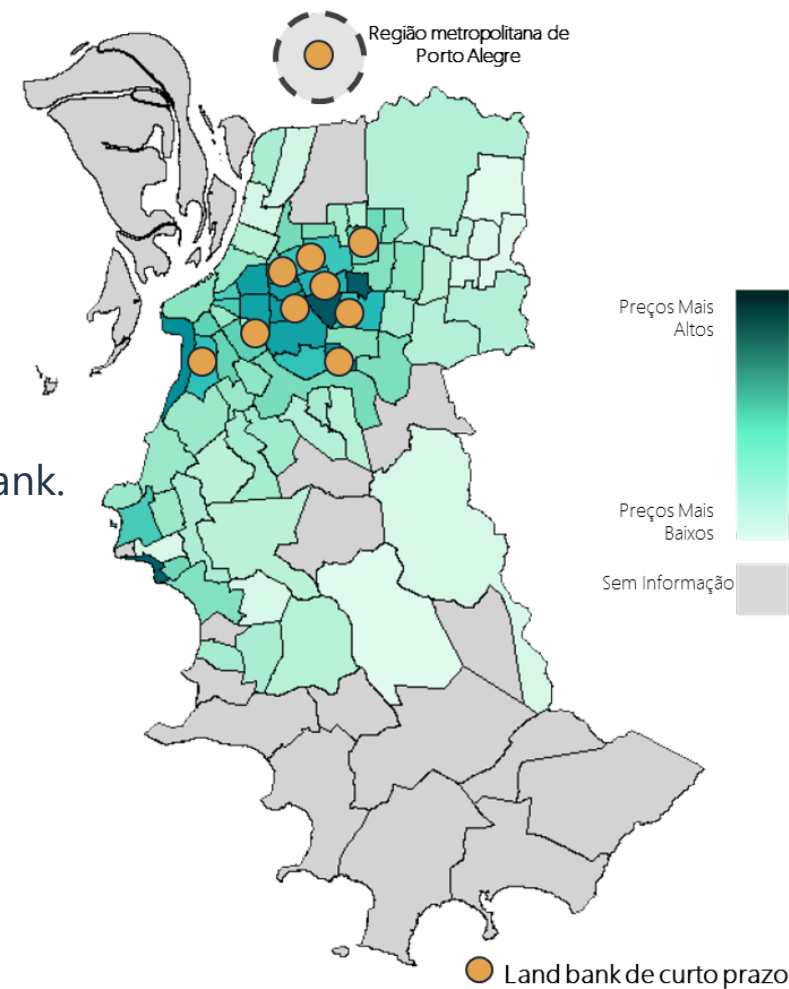 Região metropolitana de
Porto Alegre
Preços Mais
Altos
ank.
Preços Mais
Baixos
Sem Informação
Land bank de curto prazo